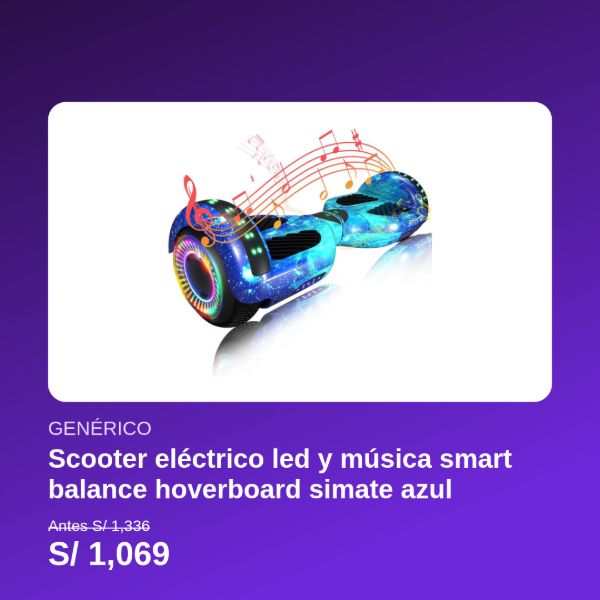 GENÉRICO
Scooter eléctrico led y música smart
balance hoverboard simate azul
Antes S/ 1,336
S/ 1,069